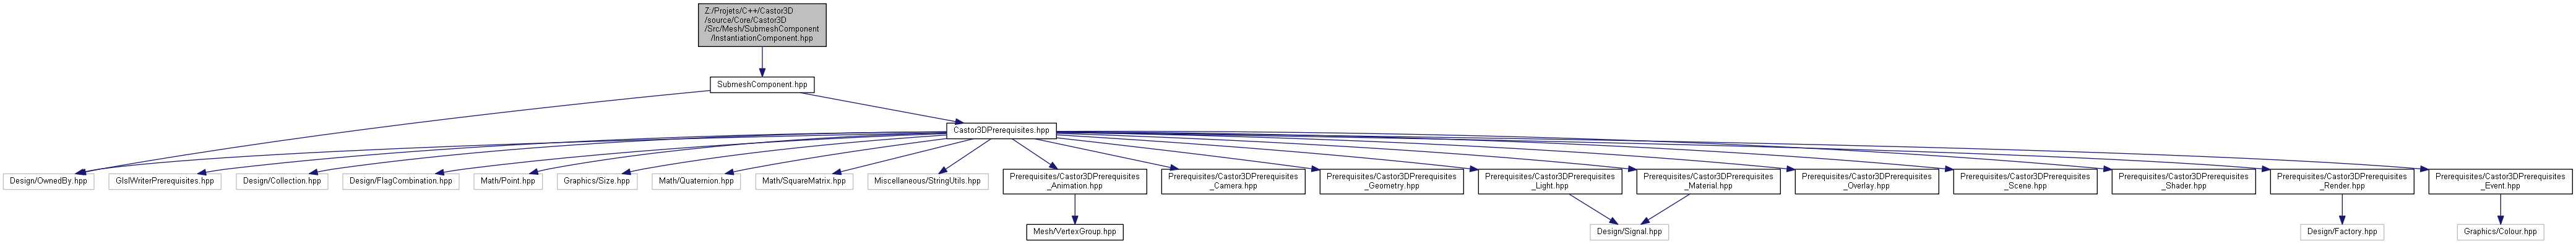 Z:/Projets/C++/Castor3D
/source/Core/Castor3D
/Src/Mesh/SubmeshComponent
/InstantiationComponent.hpp
SubmeshComponent.hpp
Castor3DPrerequisites.hpp
Design/OwnedBy.hpp
GlslWriterPrerequisites.hpp
Design/Collection.hpp
Design/FlagCombination.hpp
Math/Point.hpp
Graphics/Size.hpp
Math/Quaternion.hpp
Math/SquareMatrix.hpp
Miscellaneous/StringUtils.hpp
Prerequisites/Castor3DPrerequisites
_Animation.hpp
Prerequisites/Castor3DPrerequisites
_Camera.hpp
Prerequisites/Castor3DPrerequisites
_Geometry.hpp
Prerequisites/Castor3DPrerequisites
_Light.hpp
Prerequisites/Castor3DPrerequisites
_Material.hpp
Prerequisites/Castor3DPrerequisites
_Overlay.hpp
Prerequisites/Castor3DPrerequisites
_Scene.hpp
Prerequisites/Castor3DPrerequisites
_Shader.hpp
Prerequisites/Castor3DPrerequisites
_Render.hpp
Prerequisites/Castor3DPrerequisites
_Event.hpp
Mesh/VertexGroup.hpp
Design/Signal.hpp
Design/Factory.hpp
Graphics/Colour.hpp